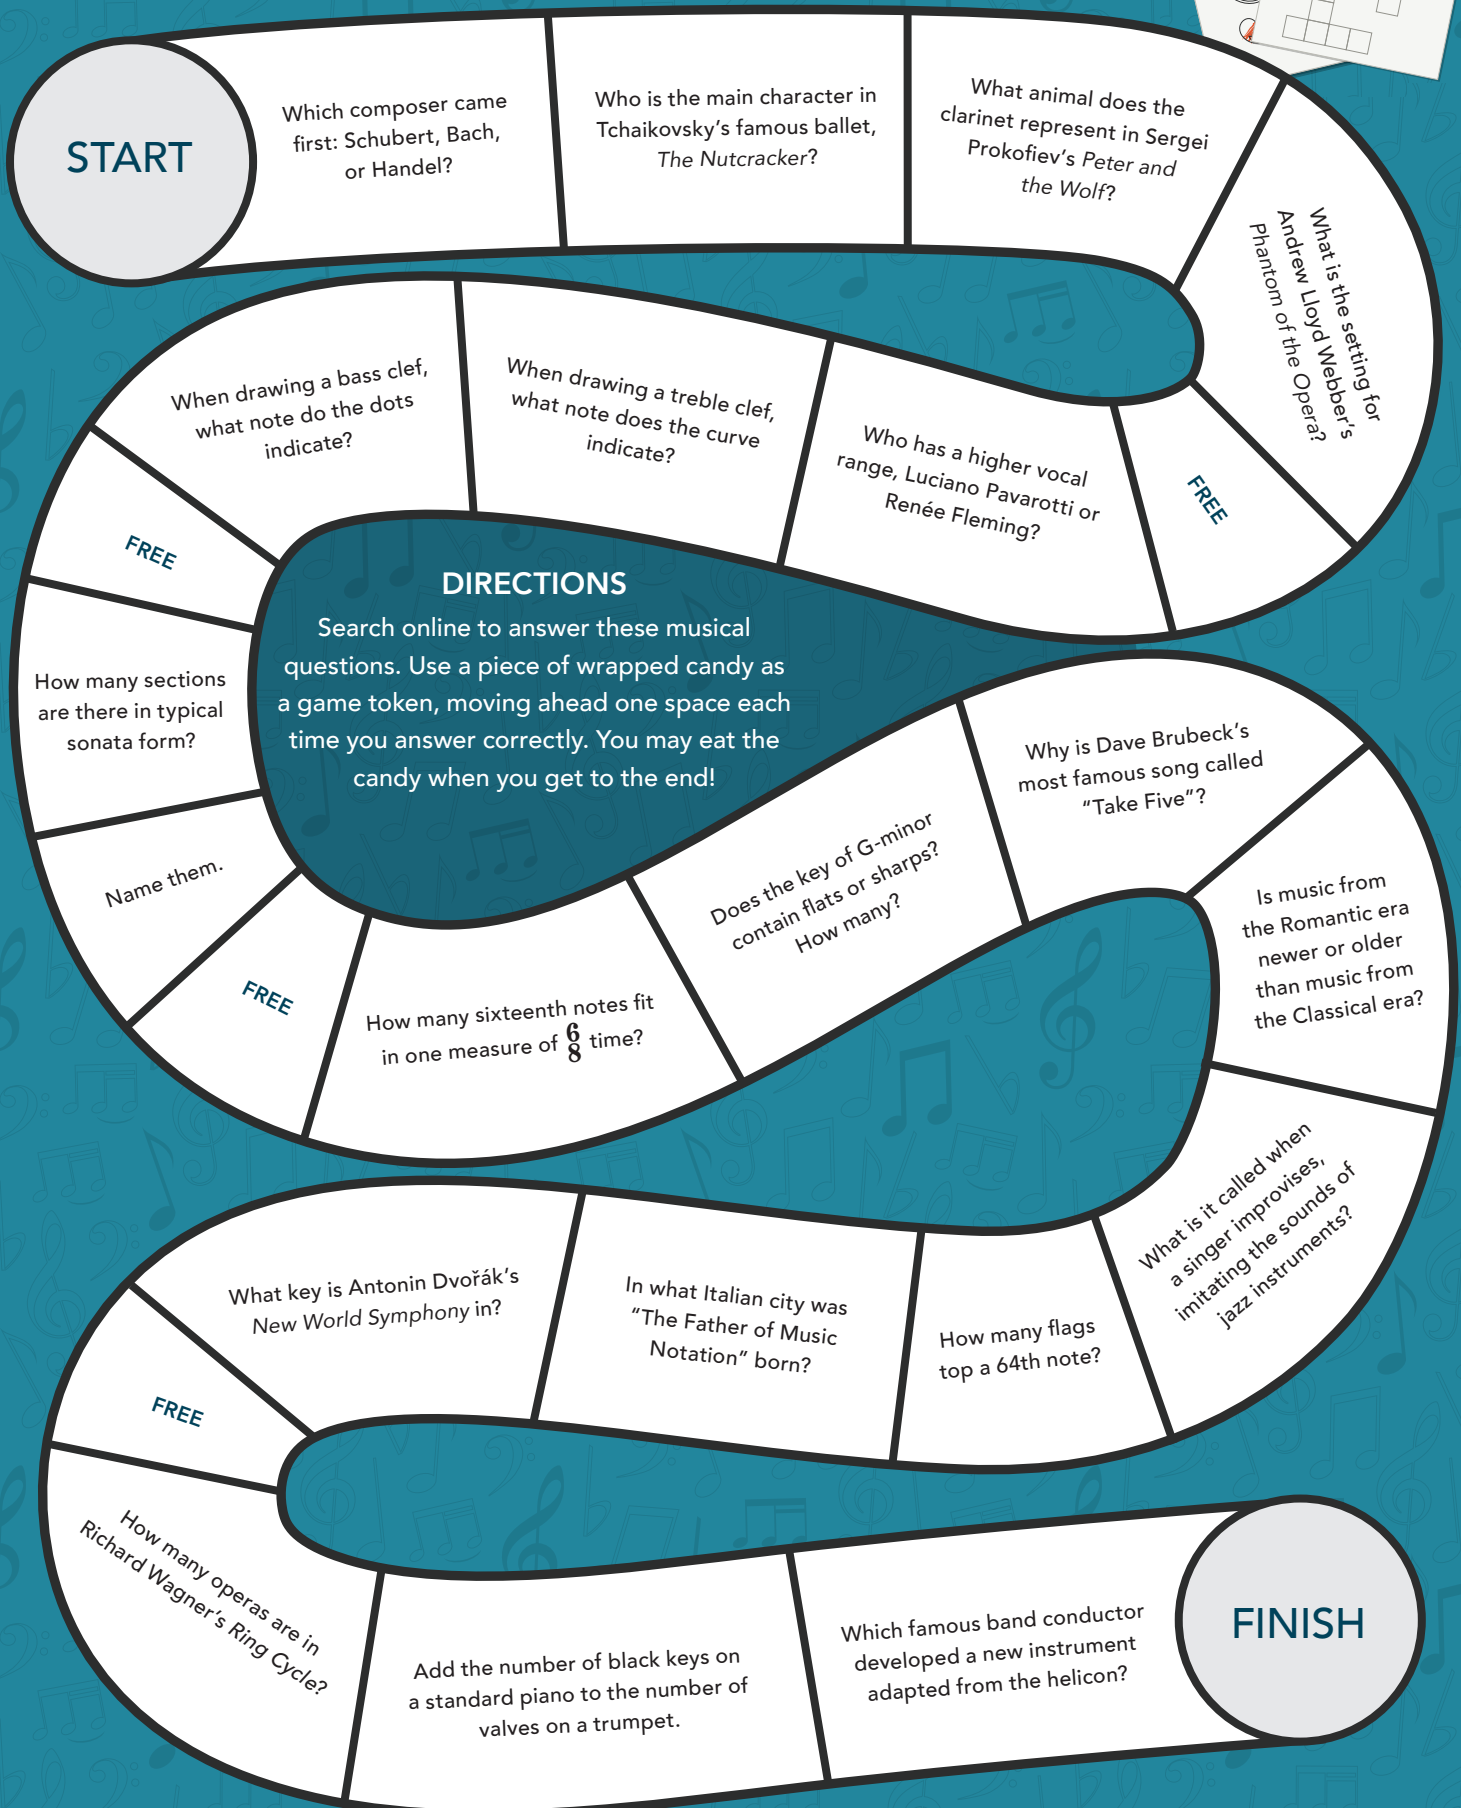 START
Which composer came
first: Schubert, Bach,
or Handel?
Who is the main character in
Tchaikovsky’s famous ballet,
The Nutcracker?
What animal does the
clarinet represent in Sergei
Prokofiev’s Peter and
the Wolf?
What is the setting for
Andrew Lloyd Webber’s
Phantom of the Opera?
FREE
Who has a higher vocal
range, Luciano Pavarotti or
Renée Fleming?
When drawing a treble clef,
what note does the curve
indicate?
When drawing a bass clef,
what note do the dots
indicate?
FREE
How many sections
are there in typical
sonata form?
Name them.
FREE
How many sixteenth notes fit
in one measure of 6/8 time?
Does the key of G-minor
contain flats or sharps?
How many?
Why is Dave Brubeck’s
most famous song called
“Take Five”?
Is music from
the Romantic era
newer or older
than music from
the Classical era?
What is it called when
a singer improvises,
imitating the sounds of
jazz instruments?
How many flags
top a 64th note?
In what Italian city was
“The Father of Music
Notation” born?
What key is Antonin Dvořák’s
New World Symphony in?
FREE
How many operas are in
Richard Wagner’s Ring Cycle?
Add the number of black keys on
a standard piano to the number of
valves on a trumpet.
Which famous band conductor
developed a new instrument
adapted from the helicon?
FINISH
DIRECTIONS
Search online to answer these musical
questions. Use a piece of wrapped candy as
a game token, moving ahead one space each
time you answer correctly. You may eat the
candy when you get to the end!